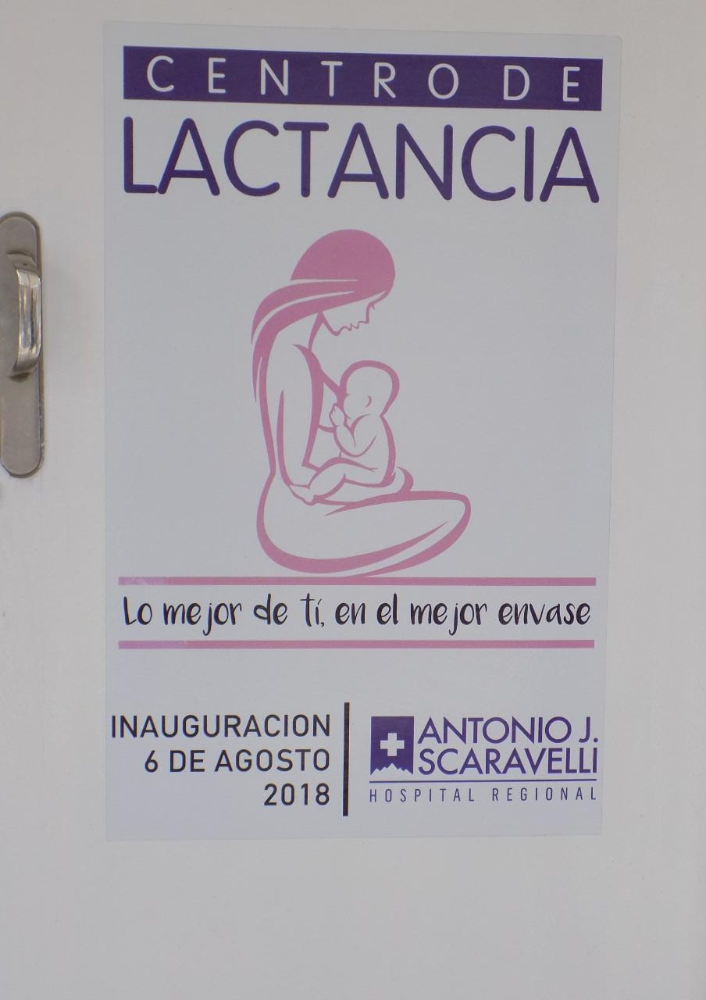 CENTRO DE
LACTANCIA
Lo mejor de tí, en el mejor envase
INAUGURACION
6 DE AGOSTO
2018
ANTONIO J.
SCARAVELLI
HOSPITAL REGIONAL